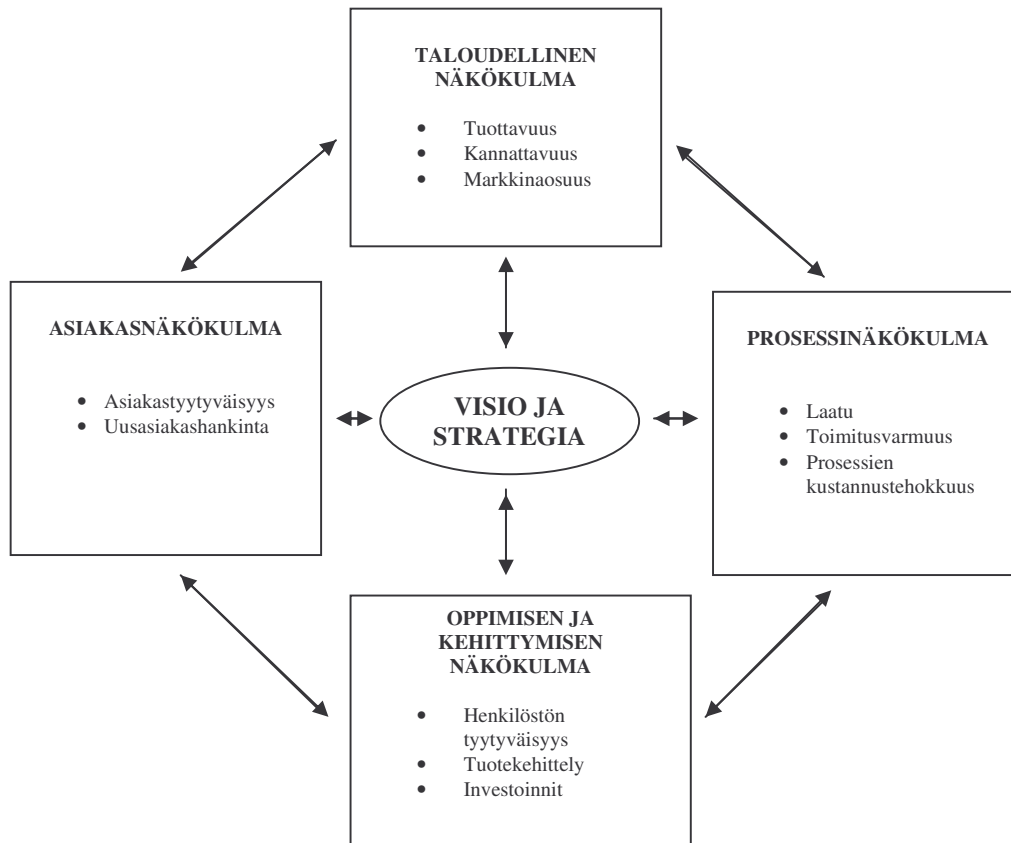 TALOUDELLINEN
NÄKÖKULMA
• Tuottavuus
• Kannattavuus
• Markkinaosuus
ASIAKASNÄKÖKULMA
• Asiakastyytyväisyys
• Uusasiakashankinta
VISIO JA
STRATEGIA
PROSESSINÄKÖKULMA
• Laatu
• Toimitusvarmuus
• Prosessien
kustannustehokkuus
OPPIMISEN JA
KEHITTYMISEN
NÄKÖKULMA
• Henkilöstön
tyytyväisyys
• Tuotekehittely
• Investoinnit